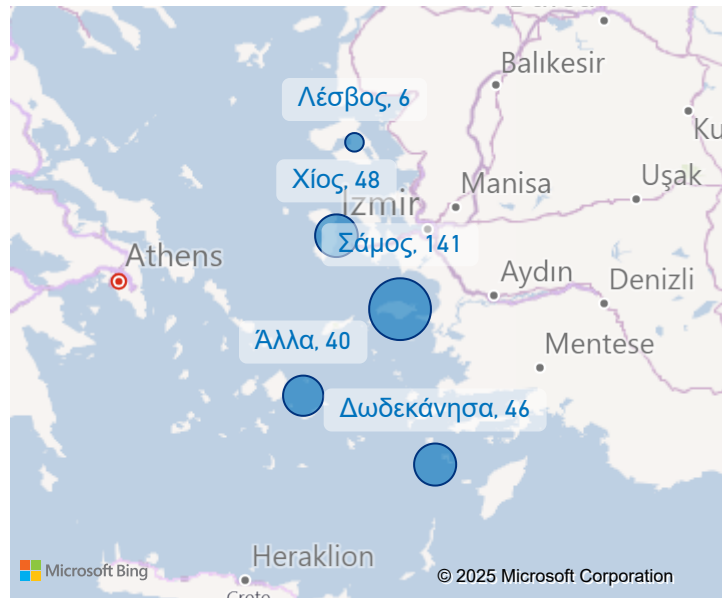 Balıkesir
Λέσβος, 6
Χίος, 48
Manisa
Uşak
İzmir
Σάμος, 141
Athens
Aydın
Denizli
Άλλα, 40
Mentese
Δωδεκάνησα, 46
Heraklion
Microsoft Bing
© 2025 Microsoft Corporation